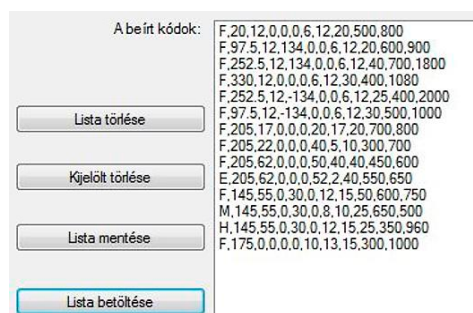 A beírt kódok:
F,20,12,0,0,0,6,12,20,500,800
F,97.5,12,134,0,0,6,12,20,600,900
F,252.5,12,134,0,0,6,12,40,700,1800
F,330,12,0,0,0,6,12,30,400,1080
F,252.5,12,-134,0,0,6,12,25,400,2000
F,97.5,12,-134,0,0,6,12,30,500,1000
F,205,17,0,0,0,20,17,20,700,800
F,205,22,0,0,0,40,5,10,300,700
F,205,62,0,0,0,50,40,40,450,600
E,205,62,0,0,0,52,2,40,550,650
F,145,55,0,30,0,12,15,50,600,750
M,145,55,0,30,0,8,10,25,650,500
H,145,55,0,30,0,12,15,25,350,960
F,175,0,0,0,0,10,13,15,300,1000
Lista törlése
Kijelölt törlése
Lista mentése
Lista betöltése